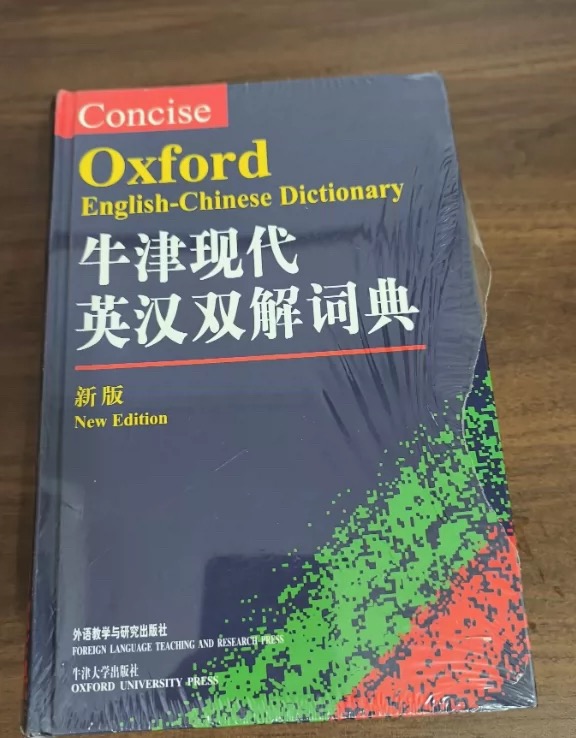 Concise
Oxford
English-Chinese Dictionary
牛津现代
英汉双解词典
新版
New Edition
外语教学与研究出版社
FOREIGN LANGUAGE TEACHING AND RESEARCH PRESS
牛津大学出版社
OXFORD UNIVERSITY PRESS